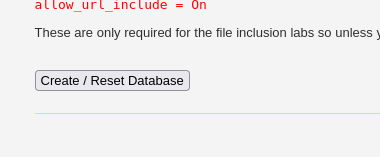 allow_url_include = On
These are only required for the file inclusion labs so unless
Create / Reset Database